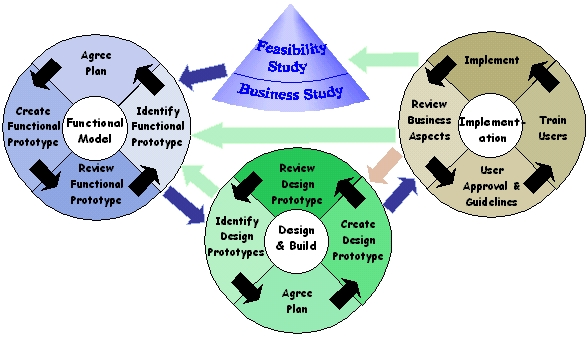 Feasibility
Study
Business Study
Agree
Plan
Create
Functional
Prototype
Functional
Model
Identify
Functional
Prototype
Review
Functional
Prototype
Implement
Review
Business
Aspects
Implement-
ation
Train
Users
User
Approval &
Guidelines
Review
Design
Prototype
Identify
Design
Prototypes
Design
& Build
Create
Design
Prototype
Agree
Plan